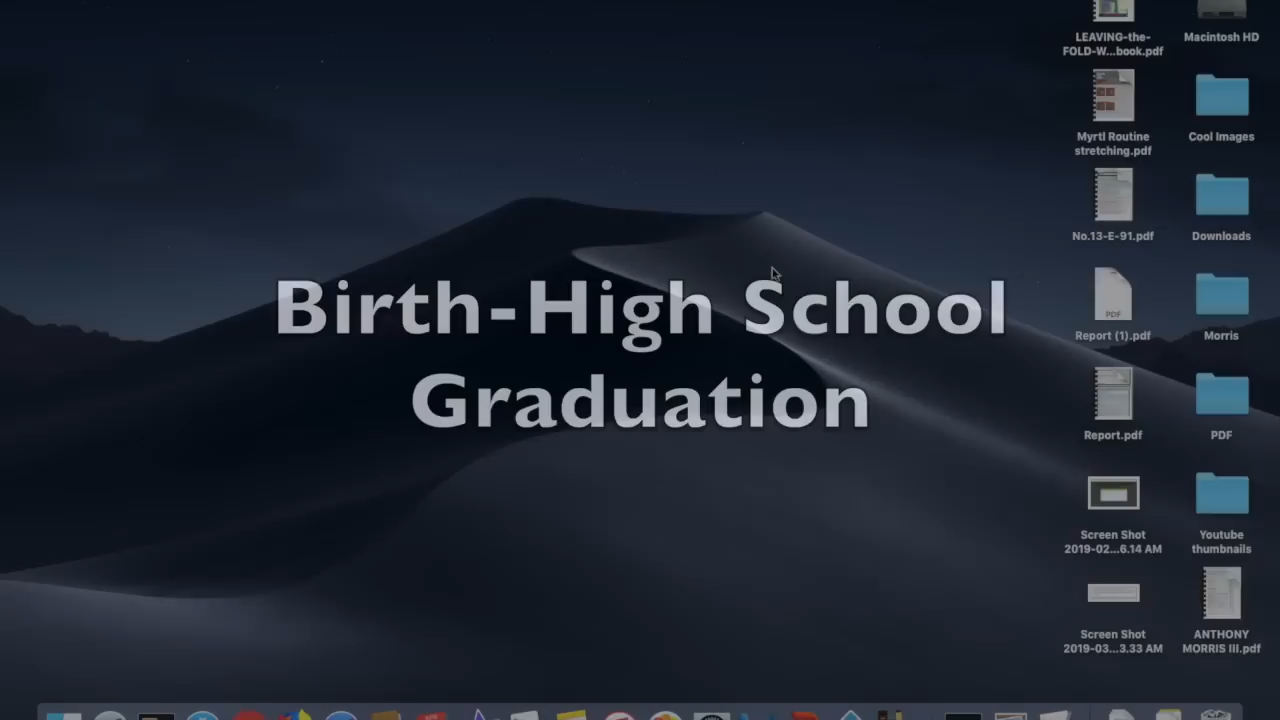 LEAVING-the-
FOLD-W...book.pdf
Macintosh HD
Myrtl Routine
stretching.pdf
Cool Images
No.13-E-91.pdf
Downloads
Birth-High School
Graduation
PDF
Report (1).pdf
Morris
Report.pdf
PDF
Screen Shot
2019-02...6.14 AM
Youtube
thumbnails
Screen Shot
2019-03...3.33 AM
ANTHONY
MORRIS III.pdf